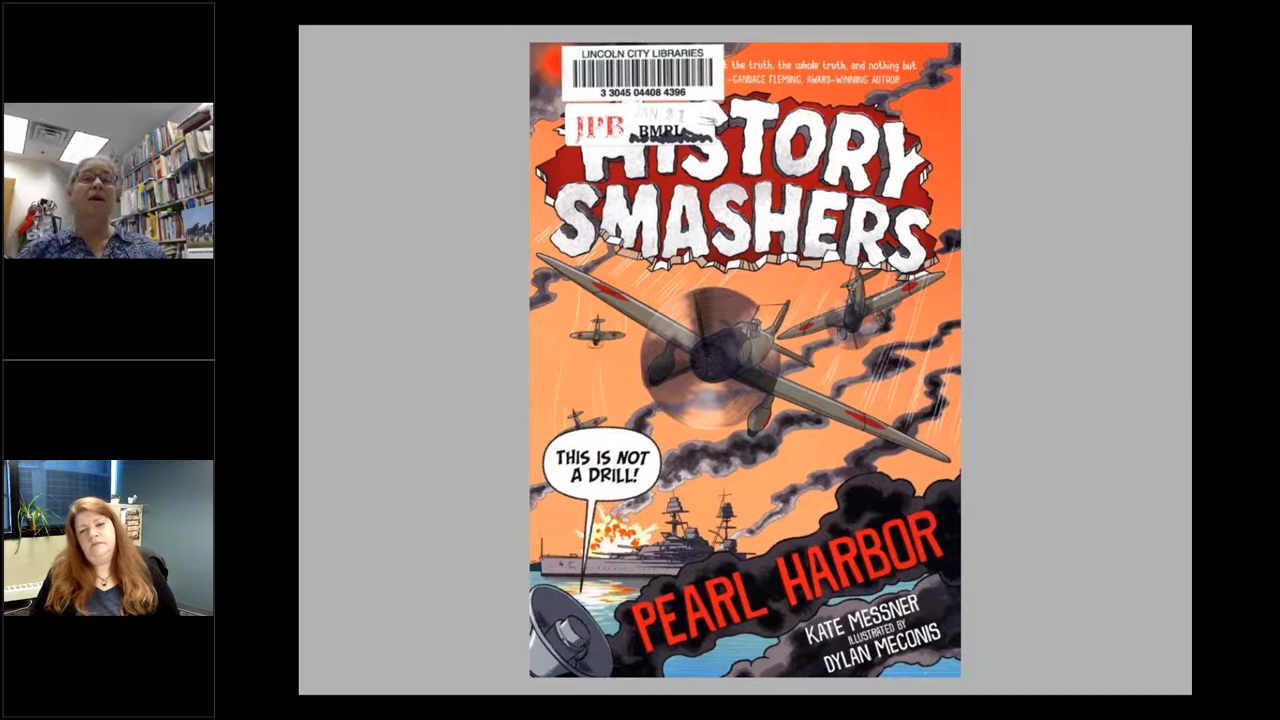 LINCOLN CITY LIBRARIES
3 3045 04408 4396
JPB
BMPL
t the truth, the whole truth, and nothing but
—CANDACE FLEMING, AWARD-WINNING AUTHOR
HISTORY
SMASHERS
THIS IS NOT
A DRILL!
PEARL HARBOR
KATE MESSNER
ILLUSTRATED BY
DYLAN MECONIS